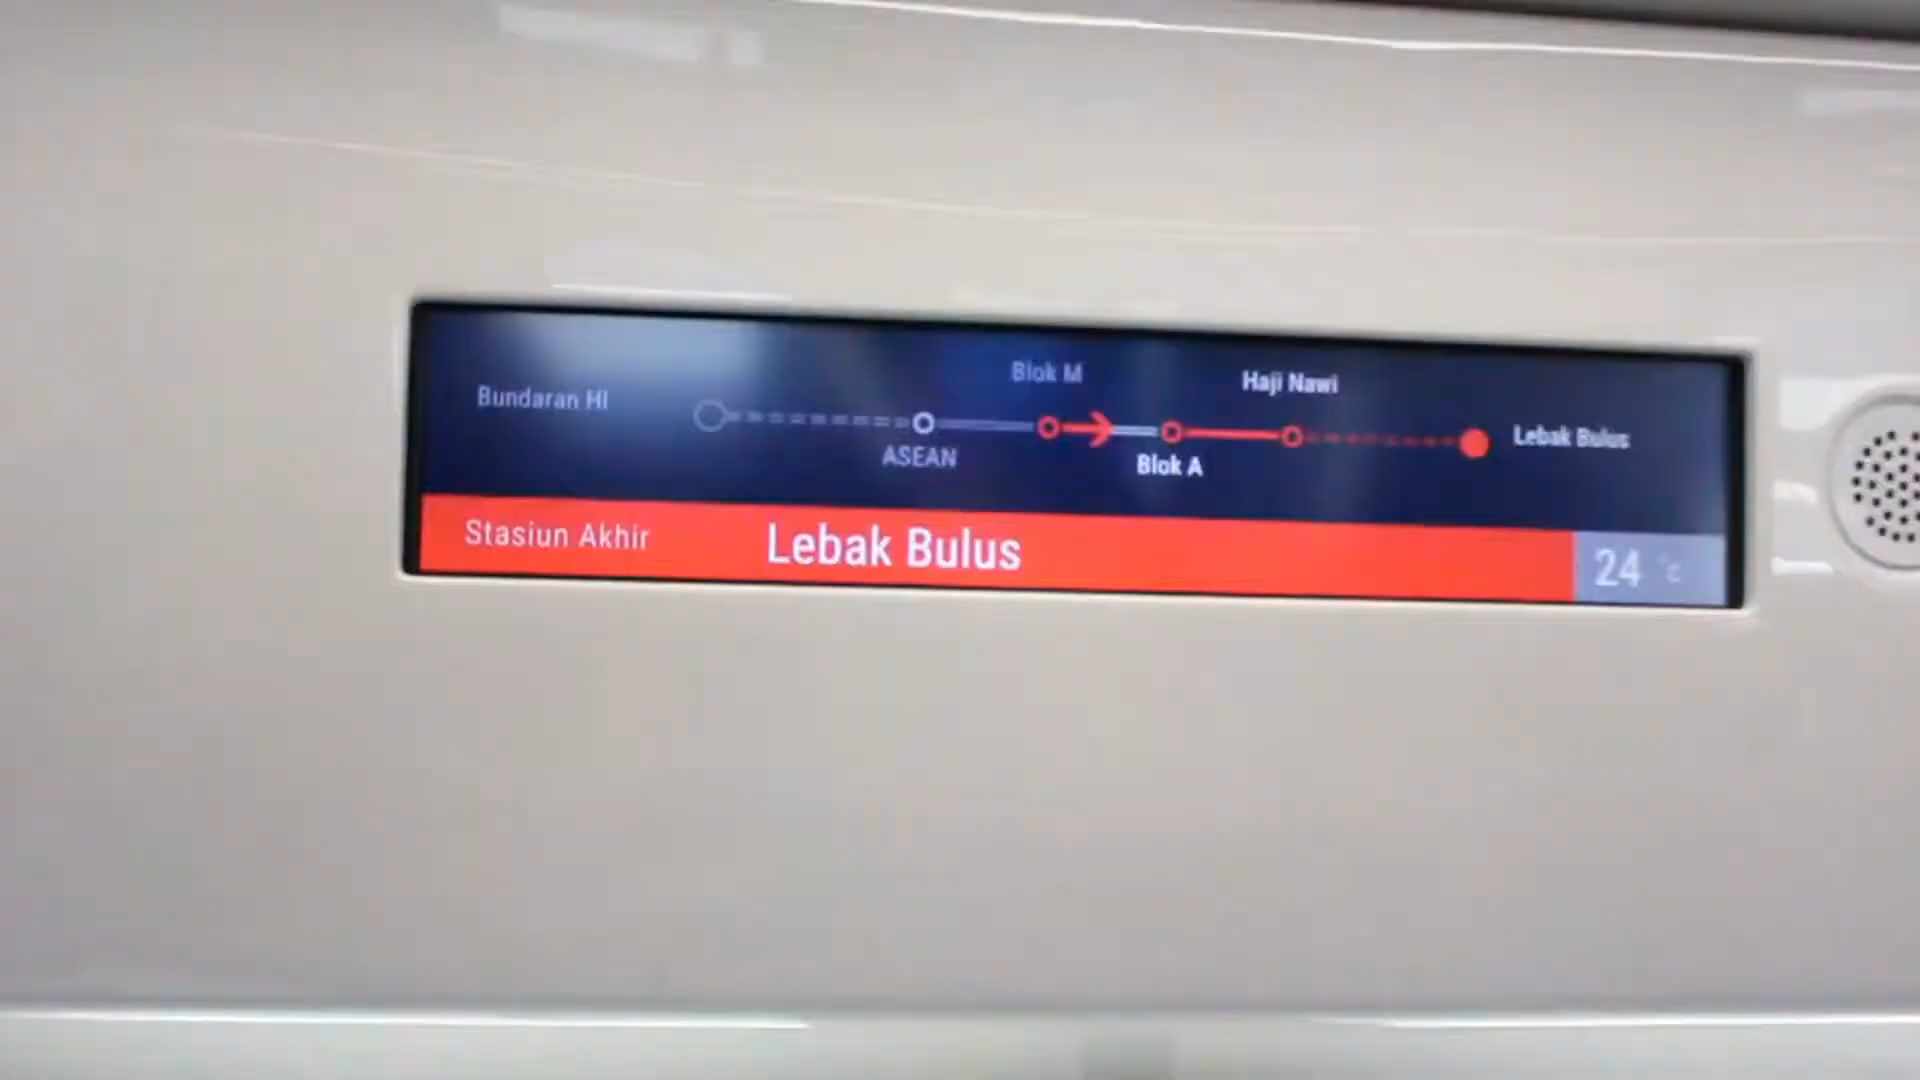 Bundaran HI
ASEAN
Blok M
Blok A
Haji Nawi
Lebak Bulus
Stasiun Akhir Lebak Bulus
24 °c